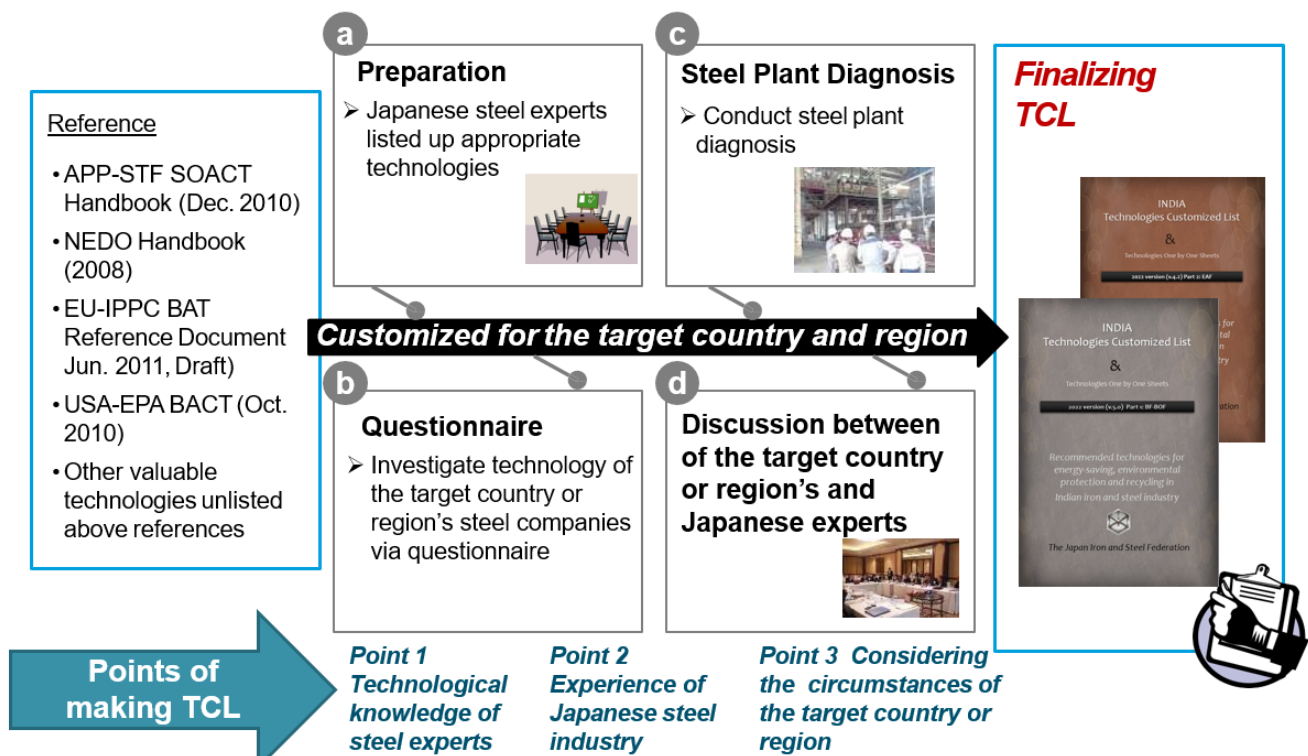 Reference
• APP-STF SOACT
Handbook (Dec. 2010)
• NEDO Handbook
(2008)
• EU-IPPC BAT
Reference Document
Jun. 2011, Draft)
• USA-EPA BACT (Oct.
2010)
• Other valuable
technologies unlisted
above references
a
Preparation
➢ Japanese steel experts
listed up appropriate
technologies
c
Steel Plant Diagnosis
➢ Conduct steel plant
diagnosis
Customized for the target country and region
b
Questionnaire
➢ Investigate technology of
the target country or
region's steel companies
via questionnaire
d
Discussion between
of the target country
or region's and
Japanese experts
Finalizing
TCL
INDIA
Technologies Customized List
&
Technologies One by One Sheets
2022 version (v.4.2) Part 2: EAF
INDIA
Technologies Customized List
&
Technologies One by One Sheets
2022 version (v.5.0) Part 1: BF-BOF
Recommended technologies for
energy-saving, environmental
protection and recycling in
Indian iron and steel industry
The Japan Iron and Steel Federation
Points of
making TCL
Point 1
Technological
knowledge of
steel experts
Point 2
Experience of
Japanese steel
industry
Point 3 Considering
the circumstances of
the target country or
region